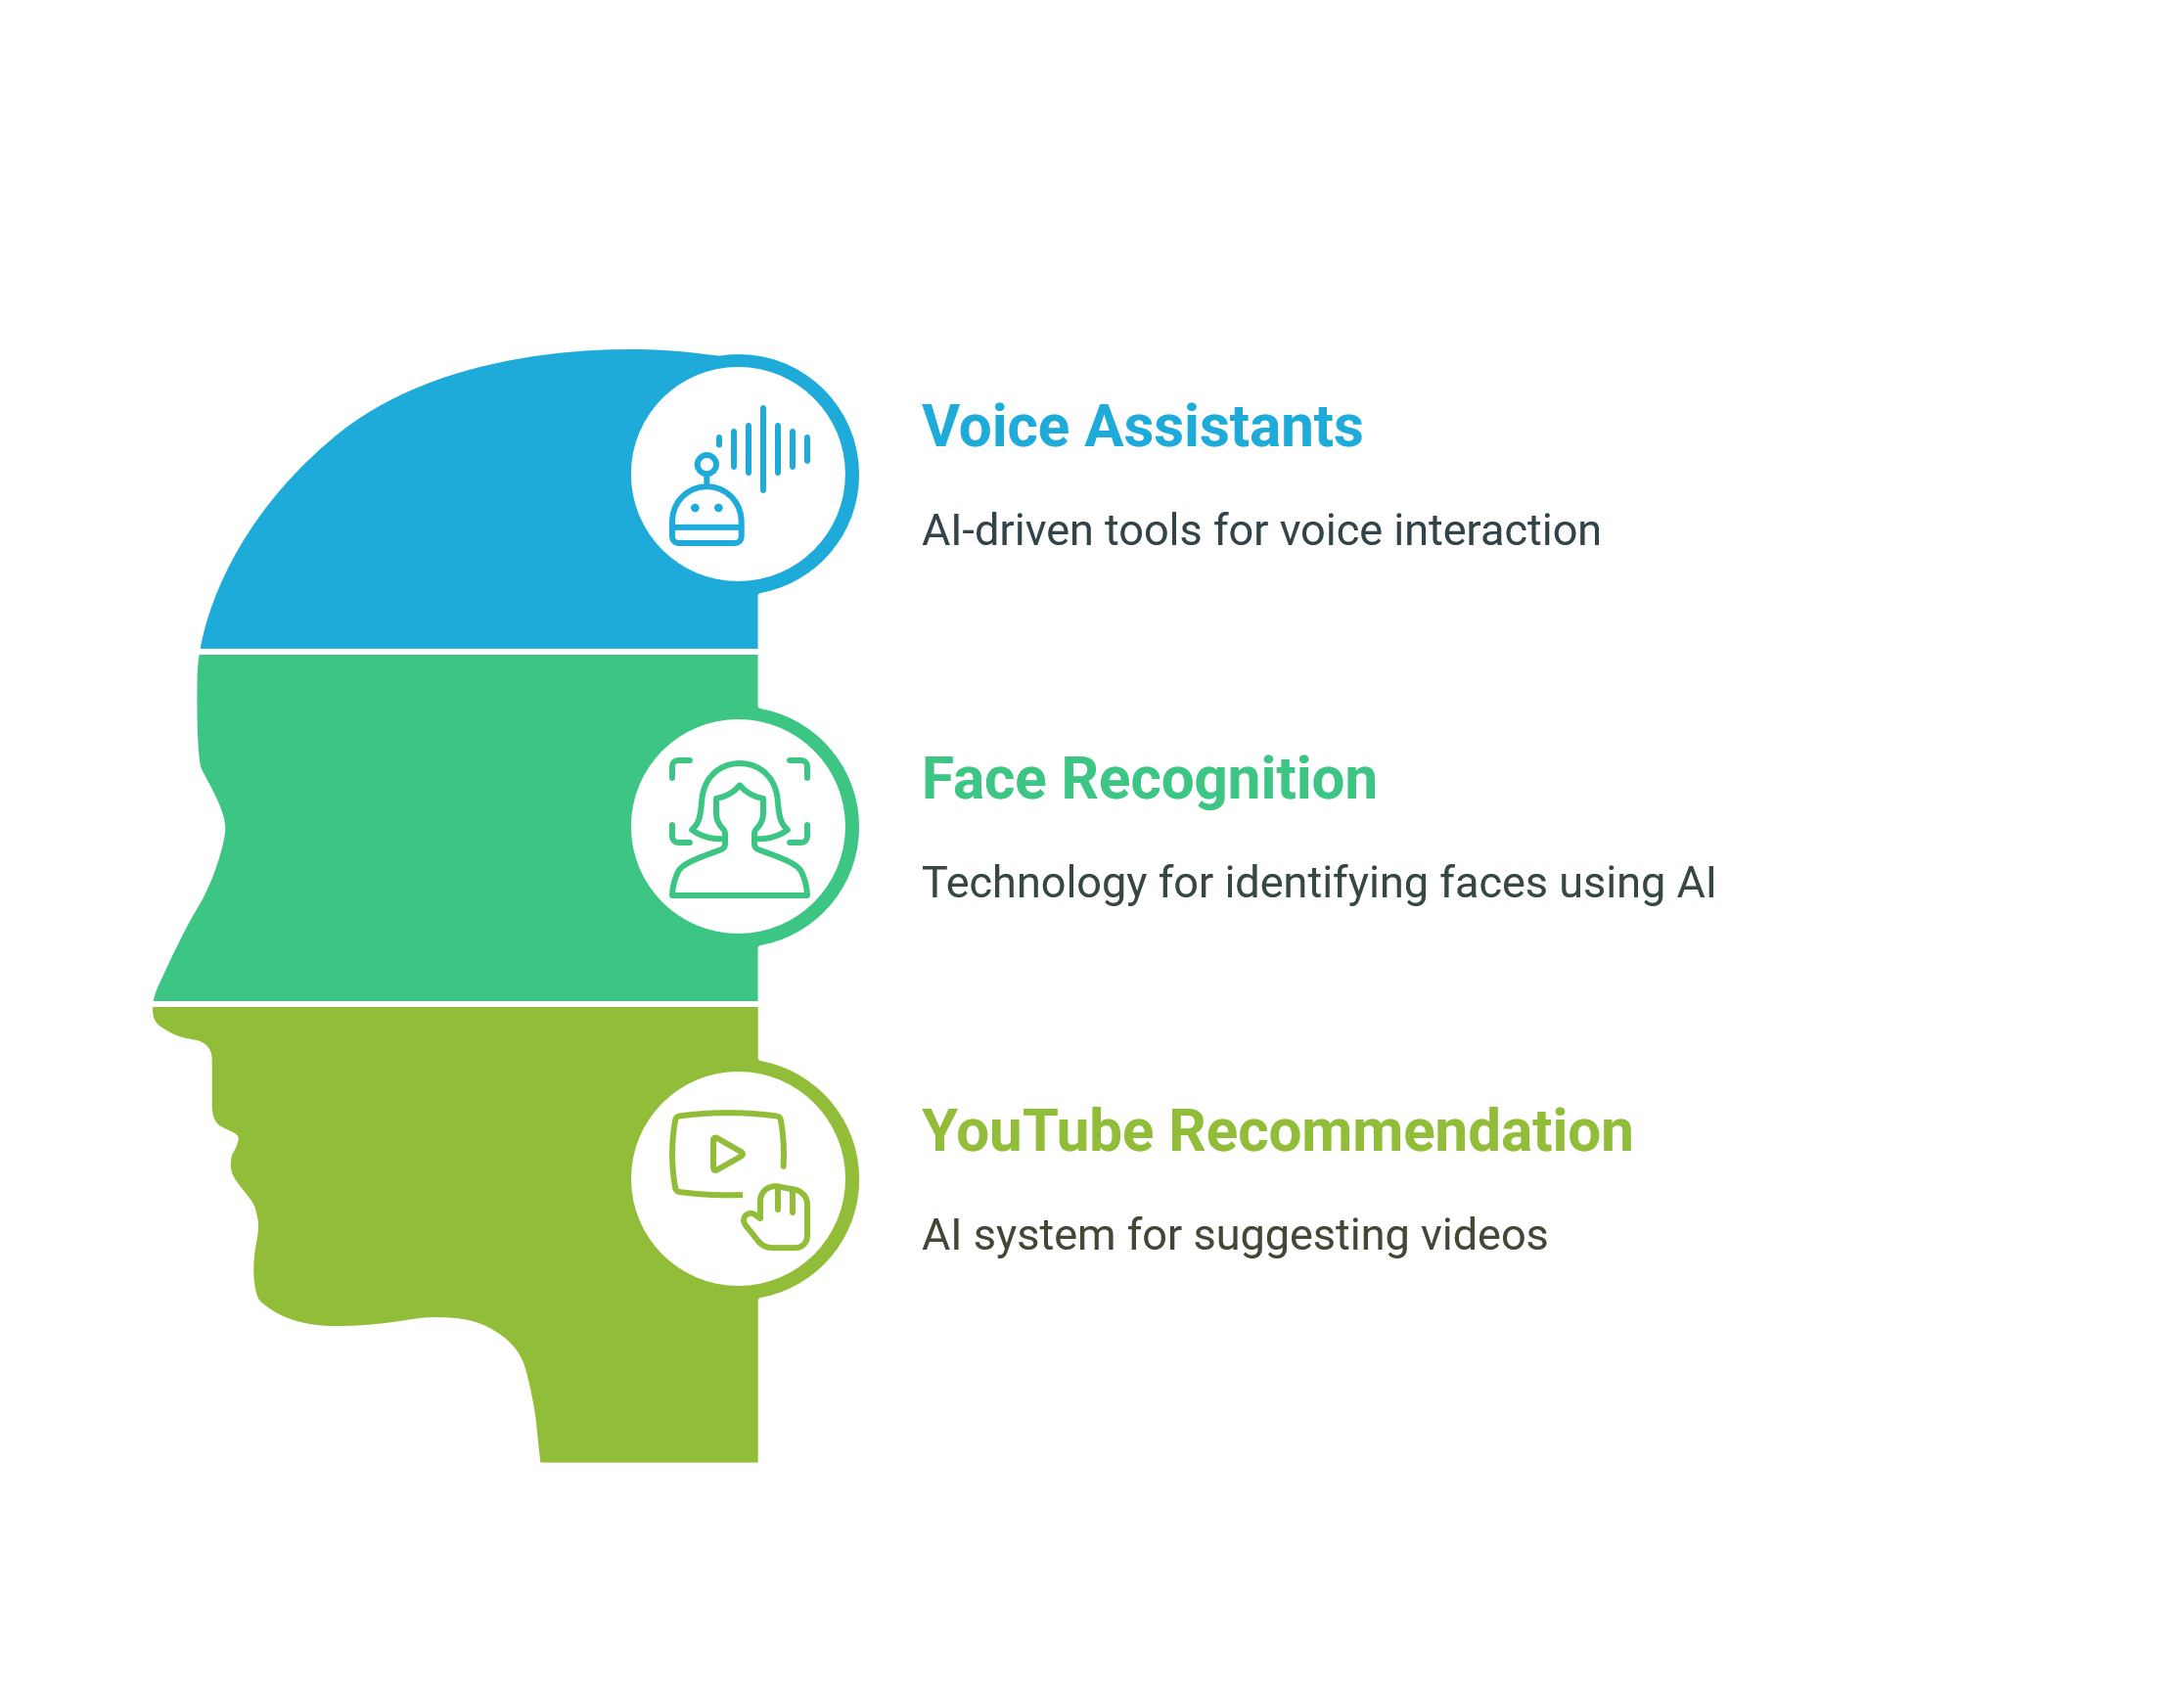 Voice Assistants
AI-driven tools for voice interaction
Face Recognition
Technology for identifying faces using AI
YouTube Recommendation
AI system for suggesting videos